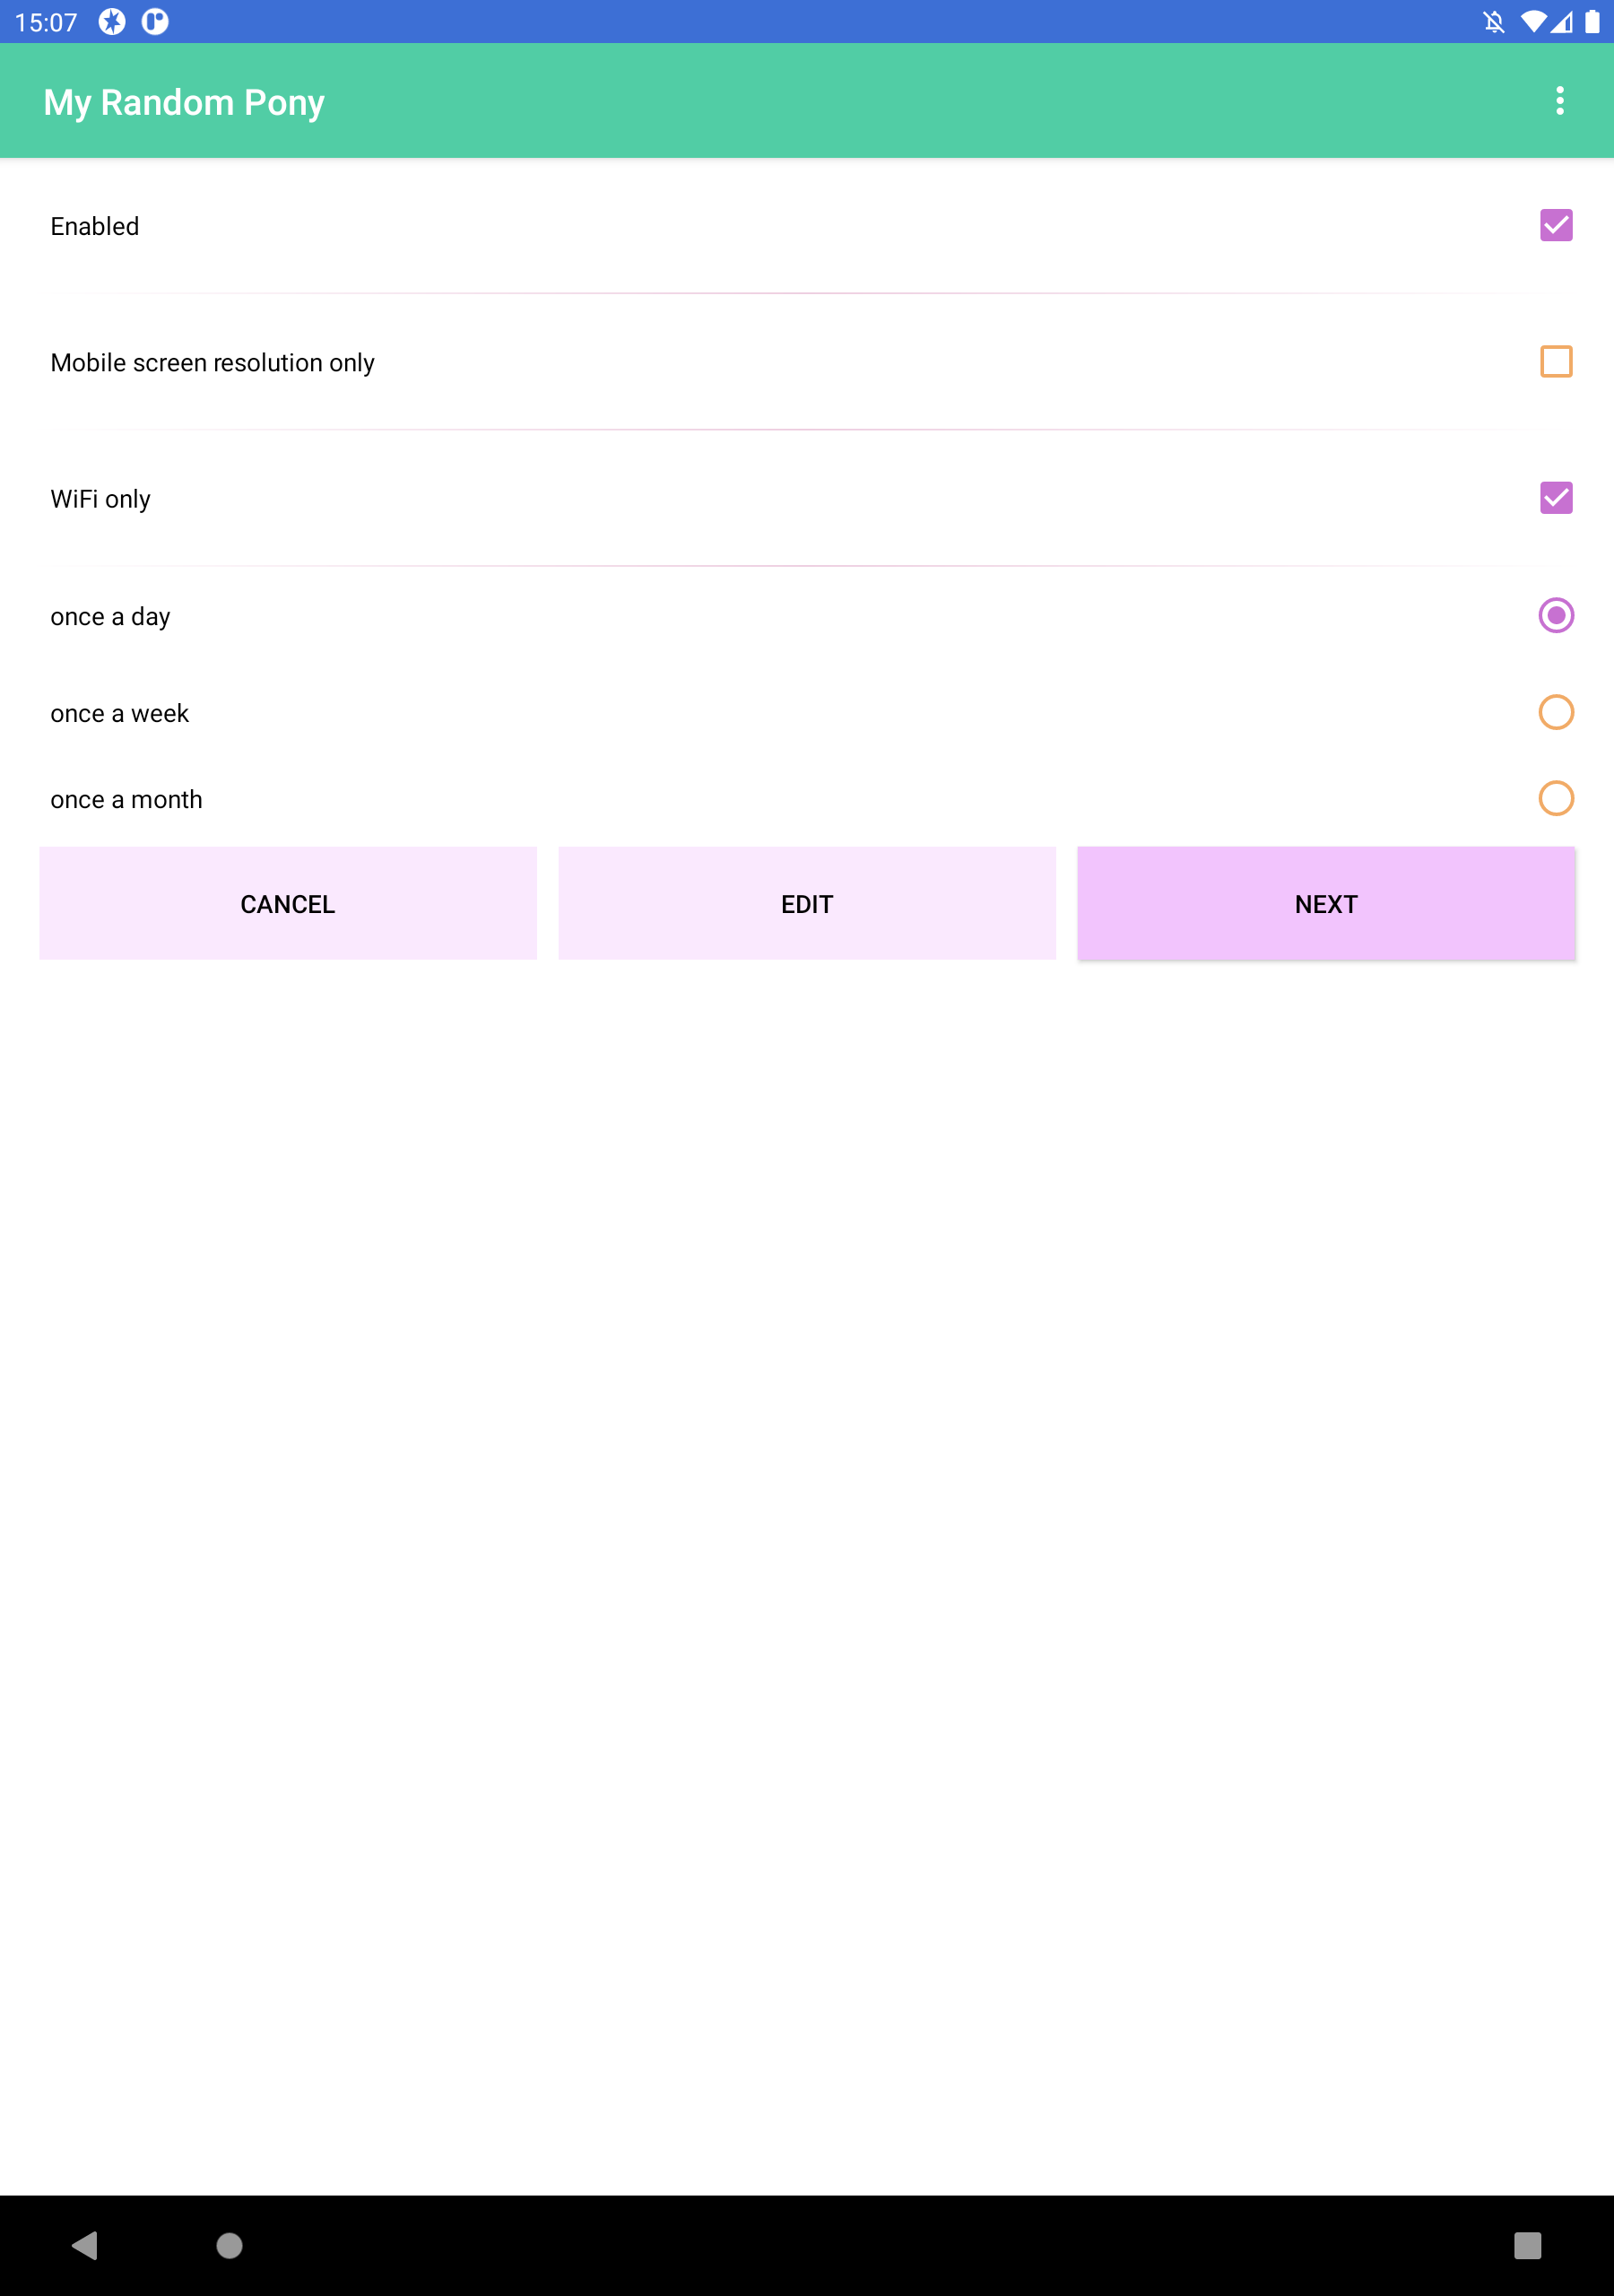 15:07
My Random Pony
Enabled
Mobile screen resolution only
WiFi only
once a day
once a week
once a month
CANCEL EDIT NEXT